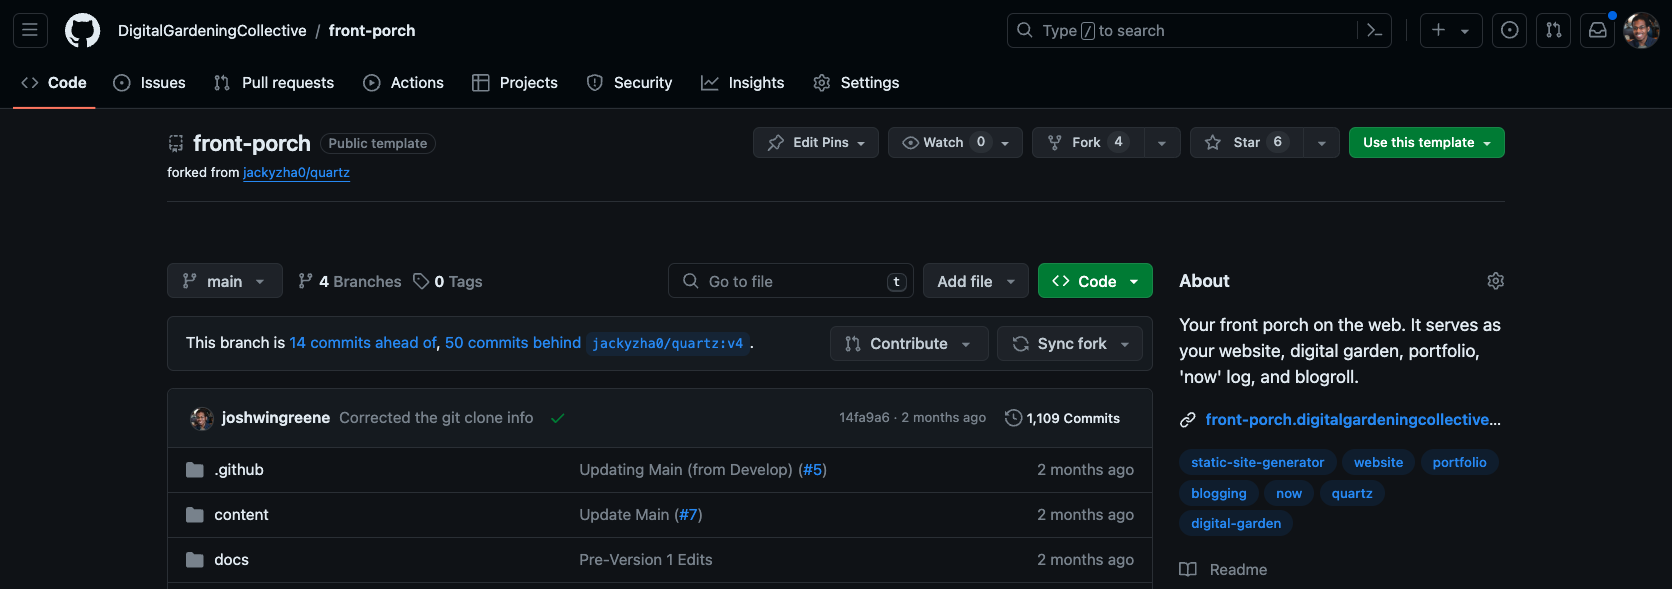 DigitalGardeningCollective / front-porch
Type / to search
Code Issues Pull requests Actions Projects Security Insights Settings
front-porch Public template
Edit Pins Watch 0 Fork 4 Star 6 Use this template
forked from jackyzha0/quartz
main 4 Branches 0 Tags Go to file t Add file Code
This branch is 14 commits ahead of, 50 commits behind jackyzha0/quartz:v4 .
Contribute Sync fork
joshwingreene Corrected the git clone info 14fa9a6 · 2 months ago 1,109 Commits
.github Updating Main (from Develop) (#5) 2 months ago
content Update Main (#7) 2 months ago
docs Pre-Version 1 Edits 2 months ago
About
Your front porch on the web. It serves as
your website, digital garden, portfolio,
'now' log, and blogroll.
front-porch.digitalgardeningcollective...
static-site-generator website portfolio
blogging now quartz
digital-garden
Readme